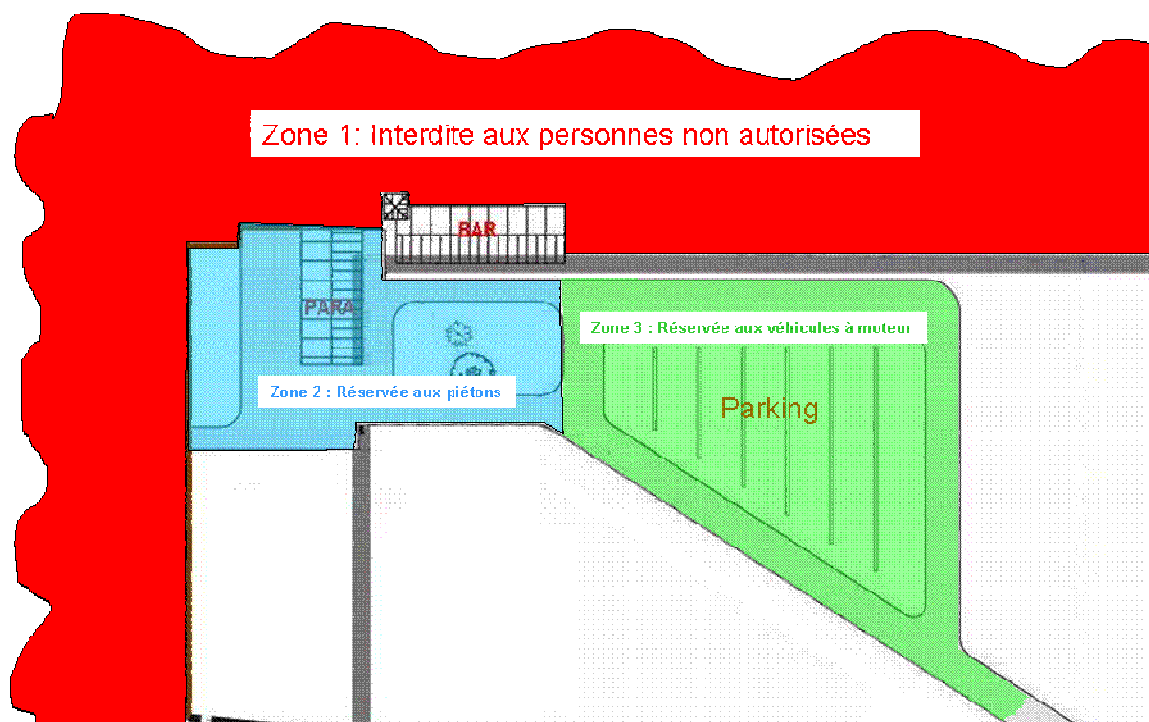 Zone 1: Interdite aux personnes non autorisées
BAR
PARA
Zone 3 : Réservée aux véhicules à moteur
Zone 2 : Réservée aux piétons
Parking